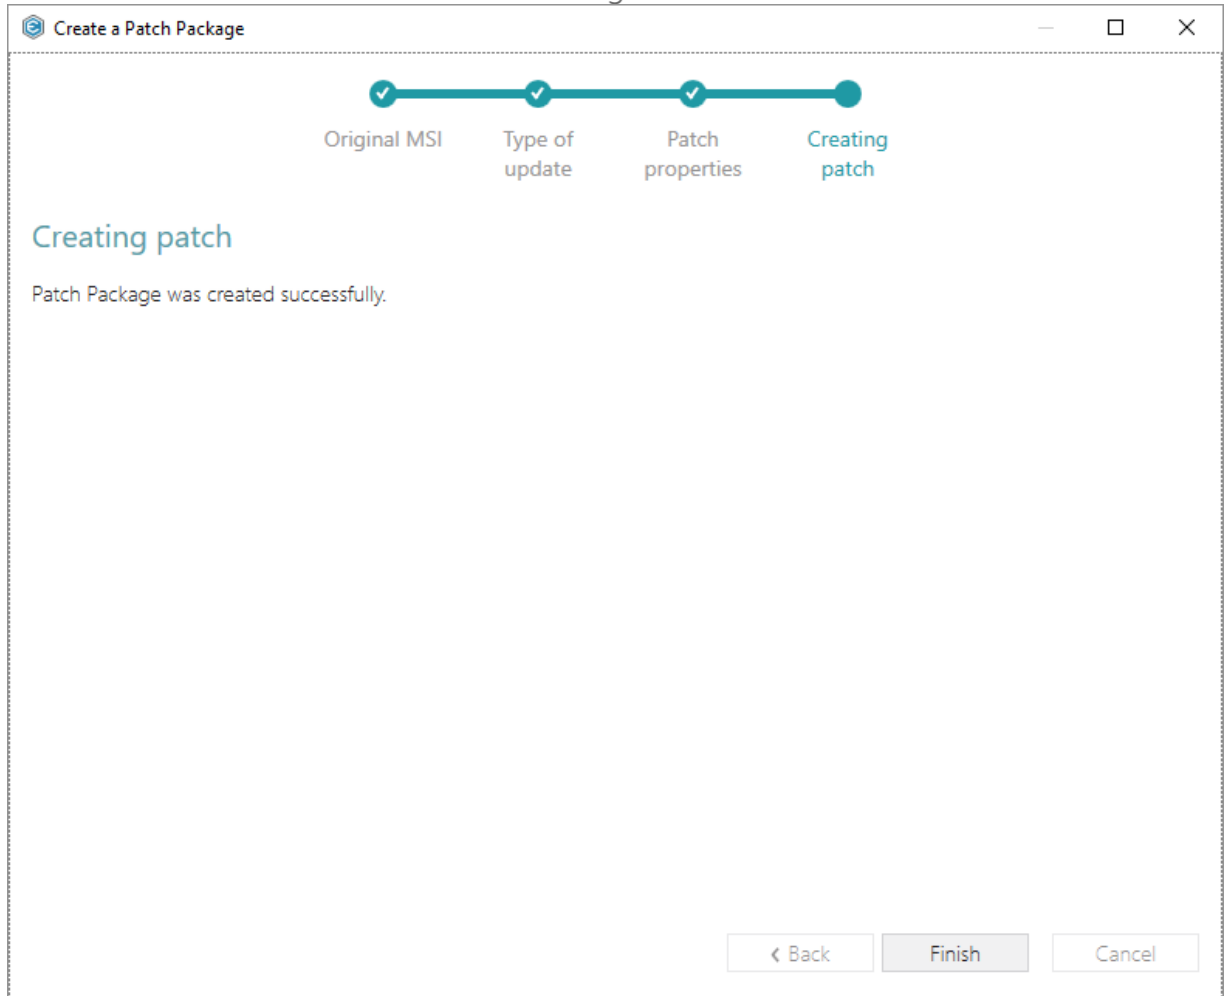 Create a Patch Package
Original MSI
Type of
update
Patch
properties
Creating
patch
Creating patch
Patch Package was created successfully.
Back
Finish
Cancel